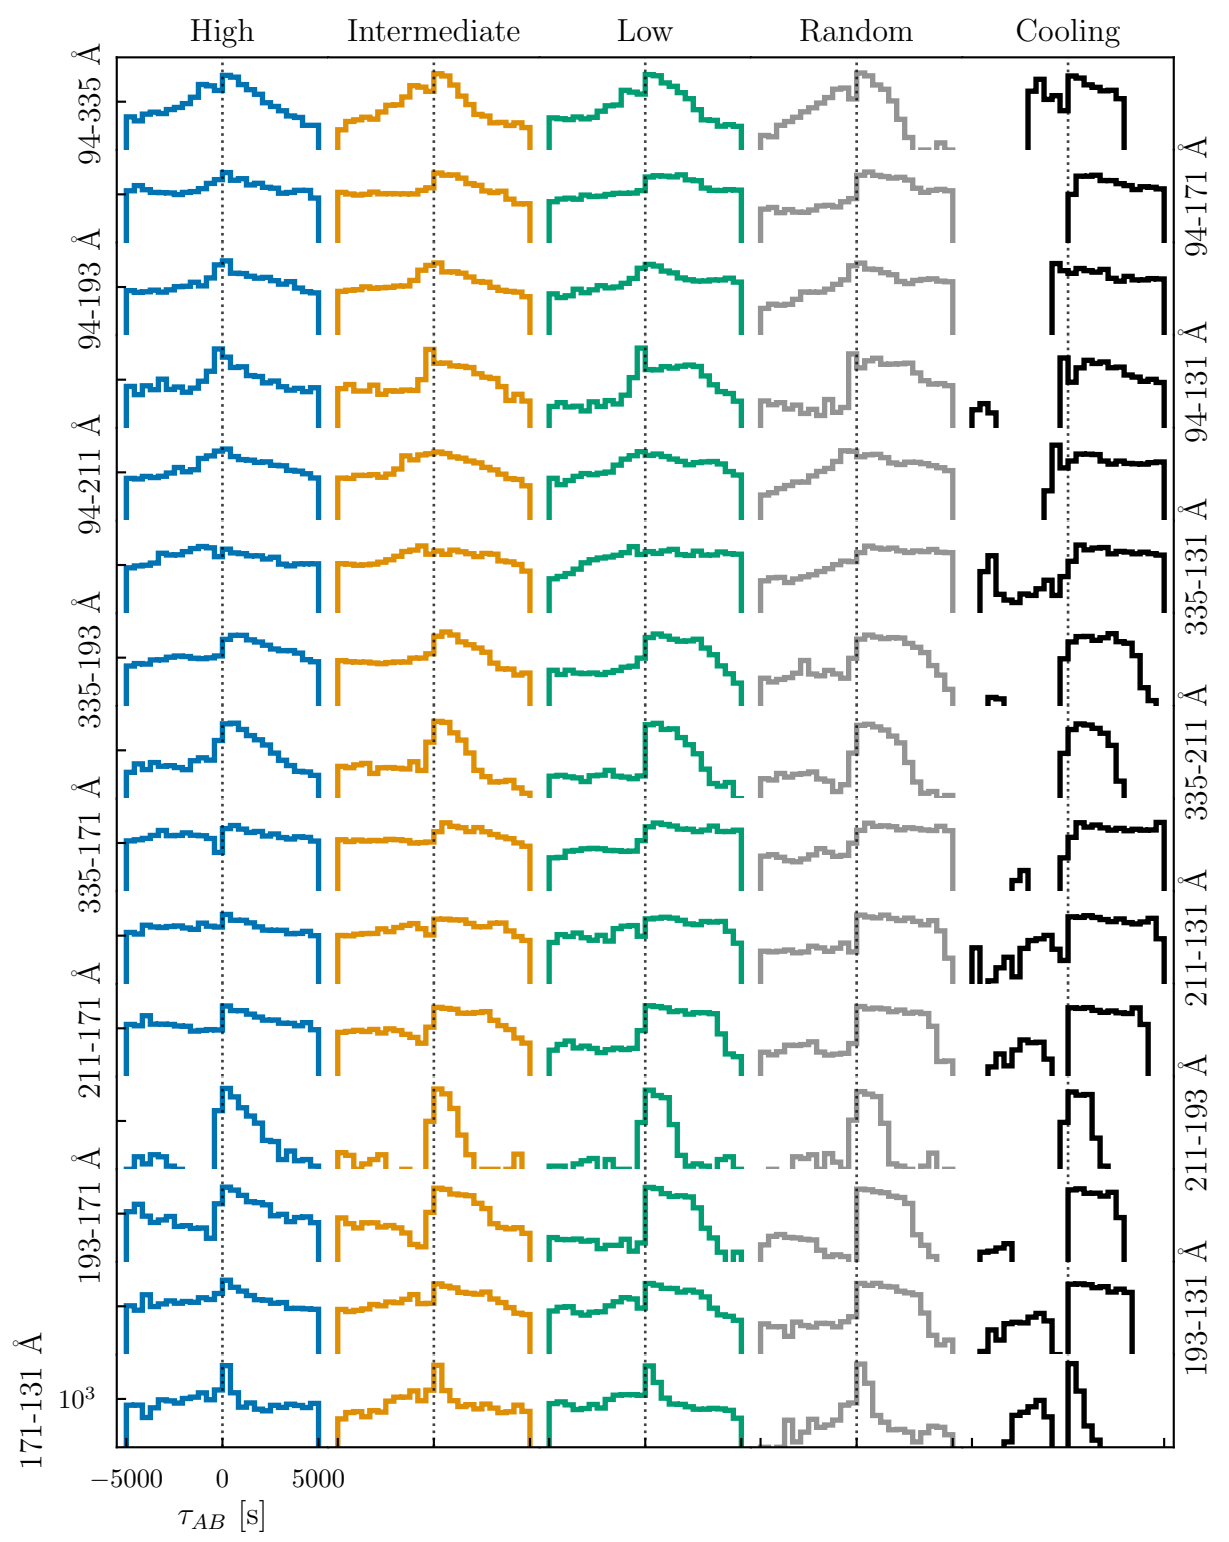 High Intermediate Low Random Cooling
94-335 Å
94-171 Å
94-193 Å
94-131 Å
94-211 Å
335-131 Å
335-193 Å
335-211 Å
335-171 Å
211-131 Å
211-171 Å
211-193 Å
193-171 Å
193-131 Å
171-131 Å
10³
−5000 0 5000
τ_AB [s]